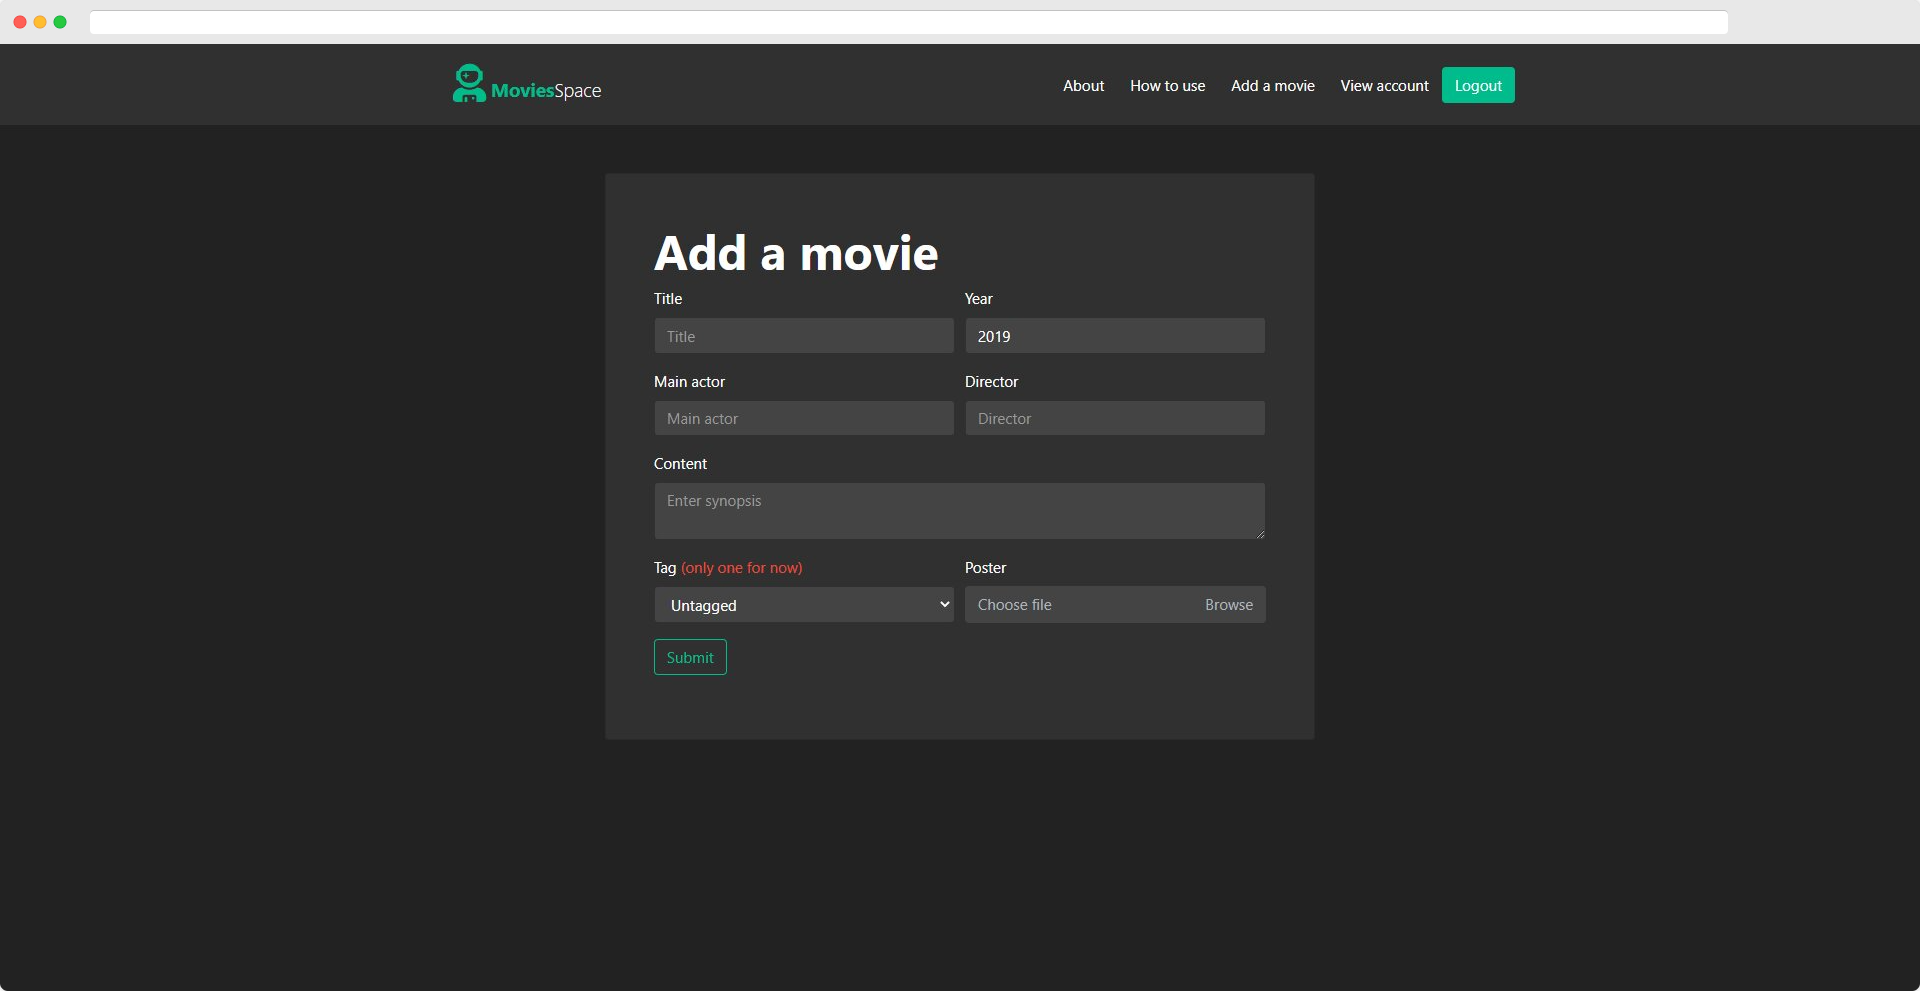 MoviesSpace
About How to use Add a movie View account Logout
Add a movie
Title Year
Title 2019
Main actor Director
Main actor Director
Content
Enter synopsis
Tag (only one for now) Poster
Untagged Choose file Browse
Submit